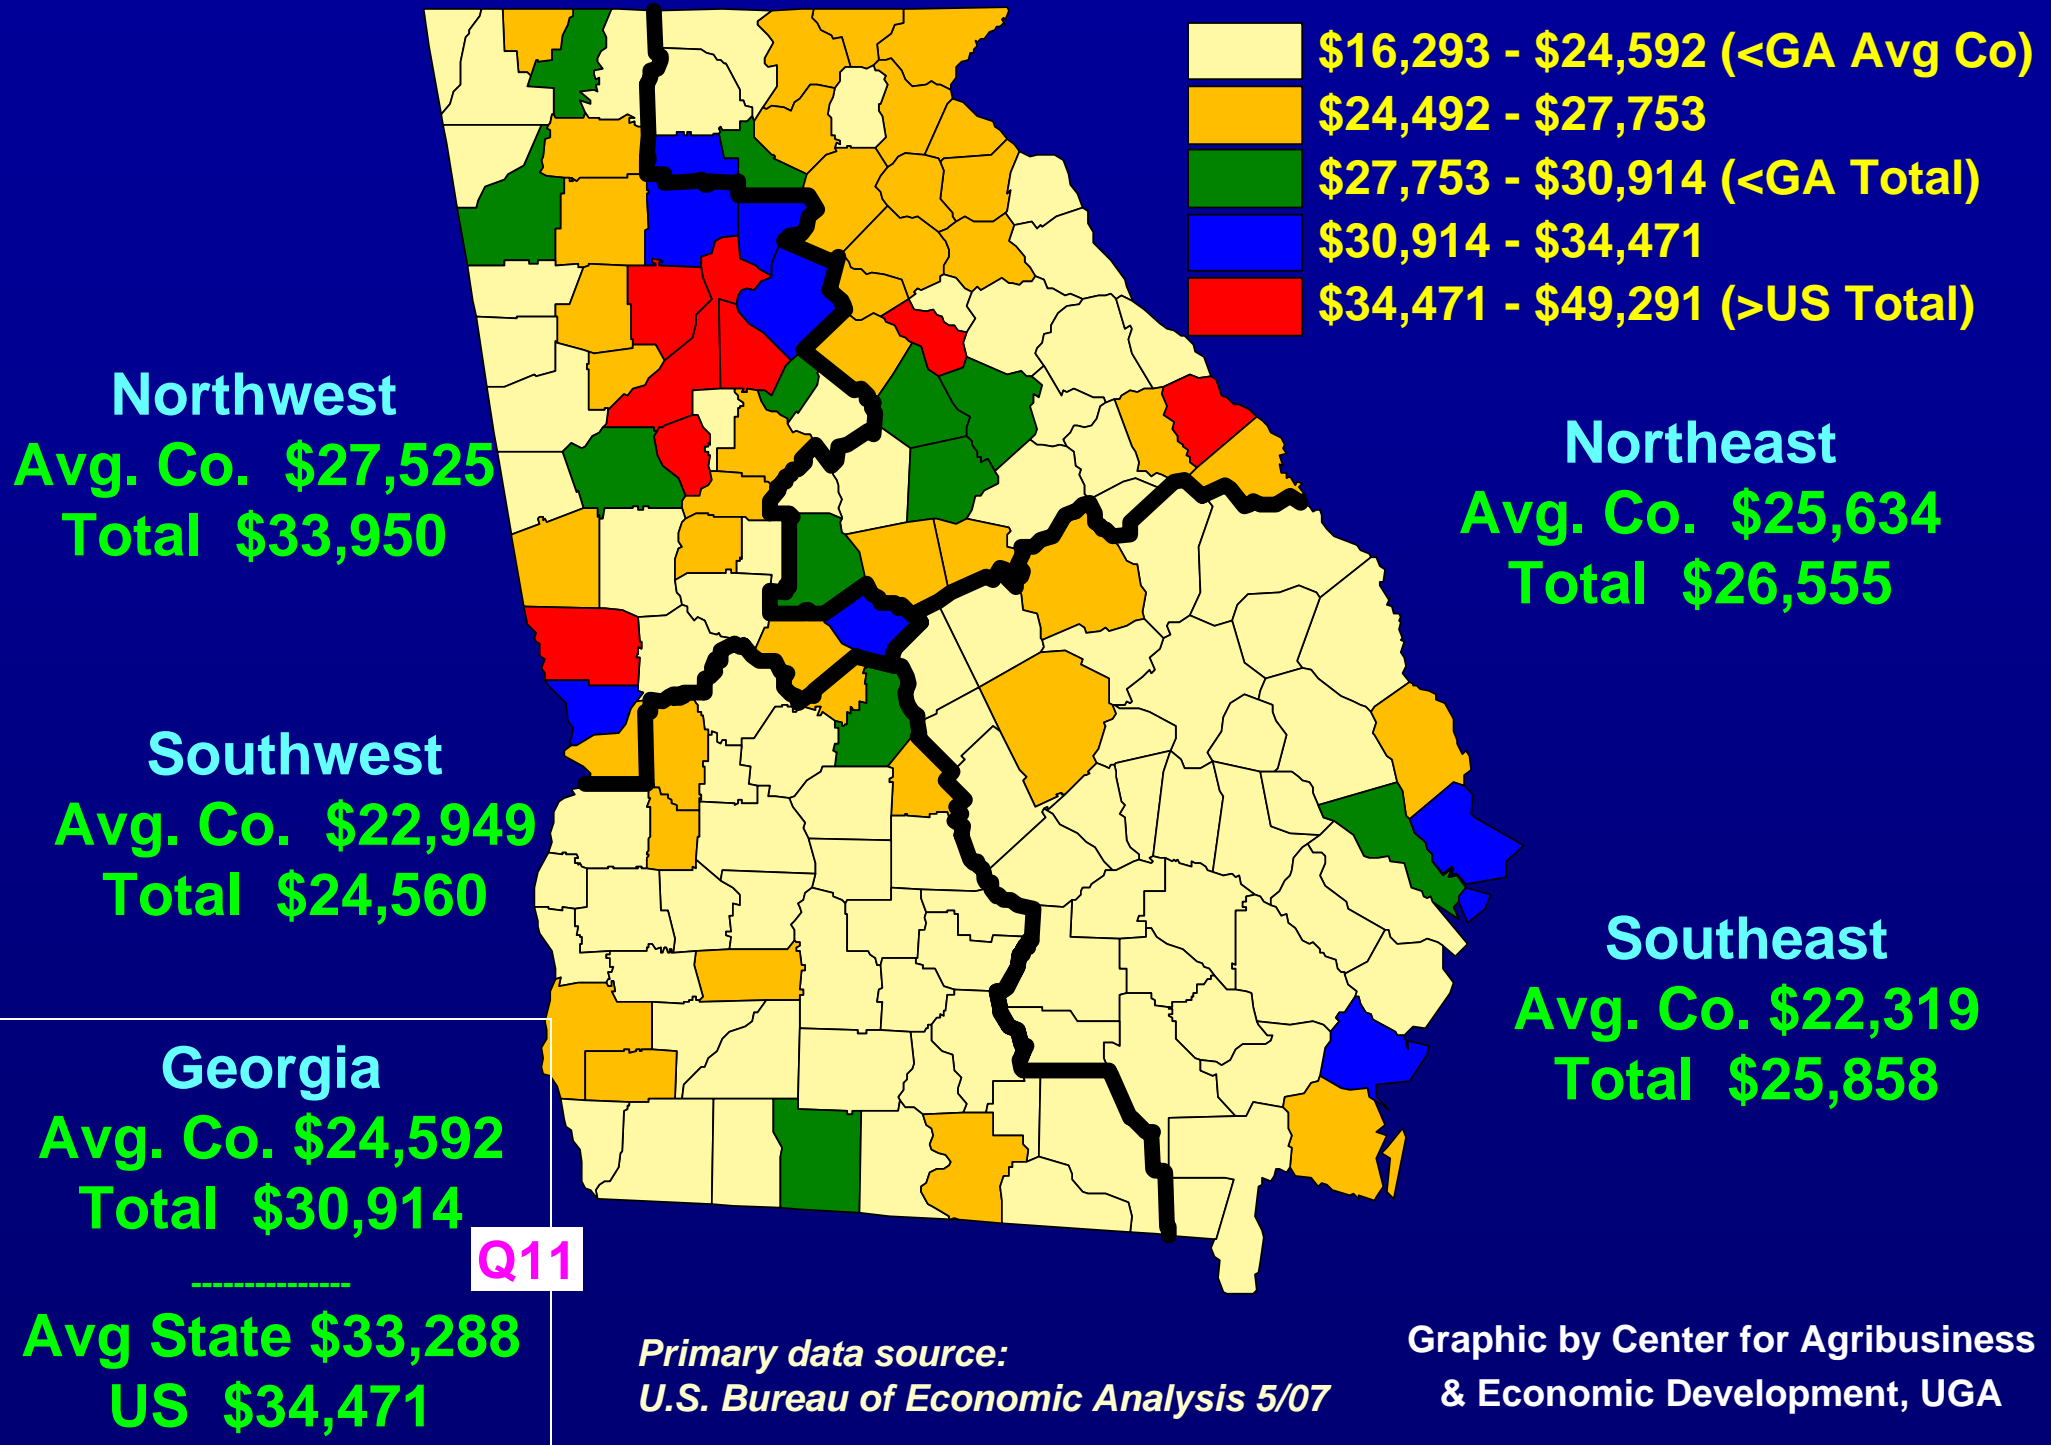 $16,293 - $24,592 (<GA Avg Co)
$24,492 - $27,753
$27,753 - $30,914 (<GA Total)
$30,914 - $34,471
$34,471 - $49,291 (>US Total)
Northwest
Avg. Co. $27,525
Total $33,950
Northeast
Avg. Co. $25,634
Total $26,555
Southwest
Avg. Co. $22,949
Total $24,560
Southeast
Avg. Co. $22,319
Total $25,858
Georgia
Avg. Co. $24,592
Total $30,914
---------------
Avg State $33,288
US $34,471
Q11
Primary data source:
U.S. Bureau of Economic Analysis 5/07
Graphic by Center for Agribusiness
& Economic Development, UGA